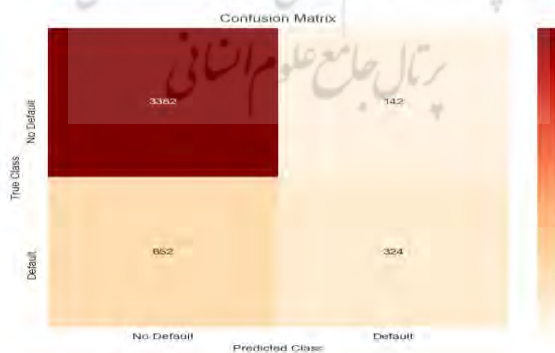 Confusion Matrix
پرتال جامع علوم انسانی
True Class
No Default
3382
142
Default
652
324
No Default
Default
Predicted Class